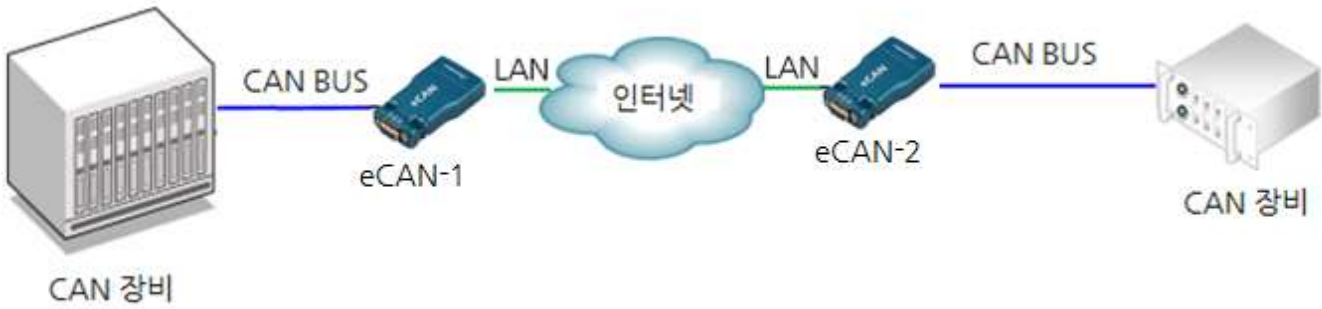 CAN BUS
LAN
인터넷
LAN
CAN BUS
eCAN
eCAN
eCAN-1
eCAN-2
CAN 장비
CAN 장비